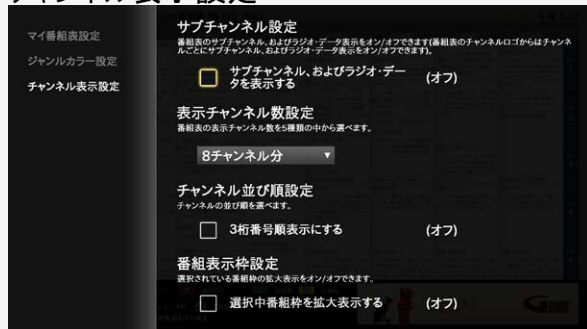 マイ番組表設定
ジャンルカラー設定
チャンネル表示設定
サブチャンネル設定
番組表のサブチャンネル、およびラジオ・データ表示をオン/オフできます(番組表のチャンネルロゴからはチャンネ
ルごとにサブチャンネル、およびラジオ・データ表示をオン/オフできます)。
サブチャンネル、およびラジオ・デー
タを表示する
(オフ)
表示チャンネル数設定
番組表の表示チャンネル数を5種類の中から選べます。
8チャンネル分
チャンネル並び順設定
チャンネルの並び順を選べます。
3桁番号順表示にする
(オフ)
番組表示枠設定
選択されている番組枠の拡大表示をオン/オフできます。
選択中番組枠を拡大表示する
(オフ)